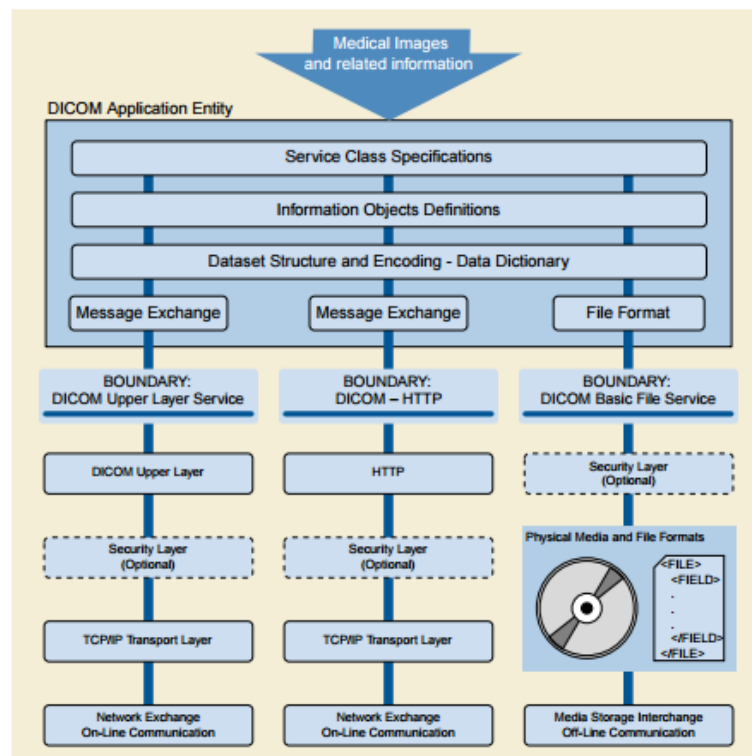 Medical Images
and related information
DICOM Application Entity
Service Class Specifications
Information Objects Definitions
Dataset Structure and Encoding - Data Dictionary
Message Exchange
Message Exchange
File Format
BOUNDARY:
DICOM Upper Layer Service
BOUNDARY:
DICOM – HTTP
BOUNDARY:
DICOM Basic File Service
DICOM Upper Layer
HTTP
Security Layer
(Optional)
Security Layer
(Optional)
Security Layer
(Optional)
Physical Media and File Formats
<FILE>
<FIELD>
.
.
.
</FIELD>
</FILE>
TCP/IP Transport Layer
TCP/IP Transport Layer
Network Exchange
On-Line Communication
Network Exchange
On-Line Communication
Media Storage Interchange
Off-Line Communication